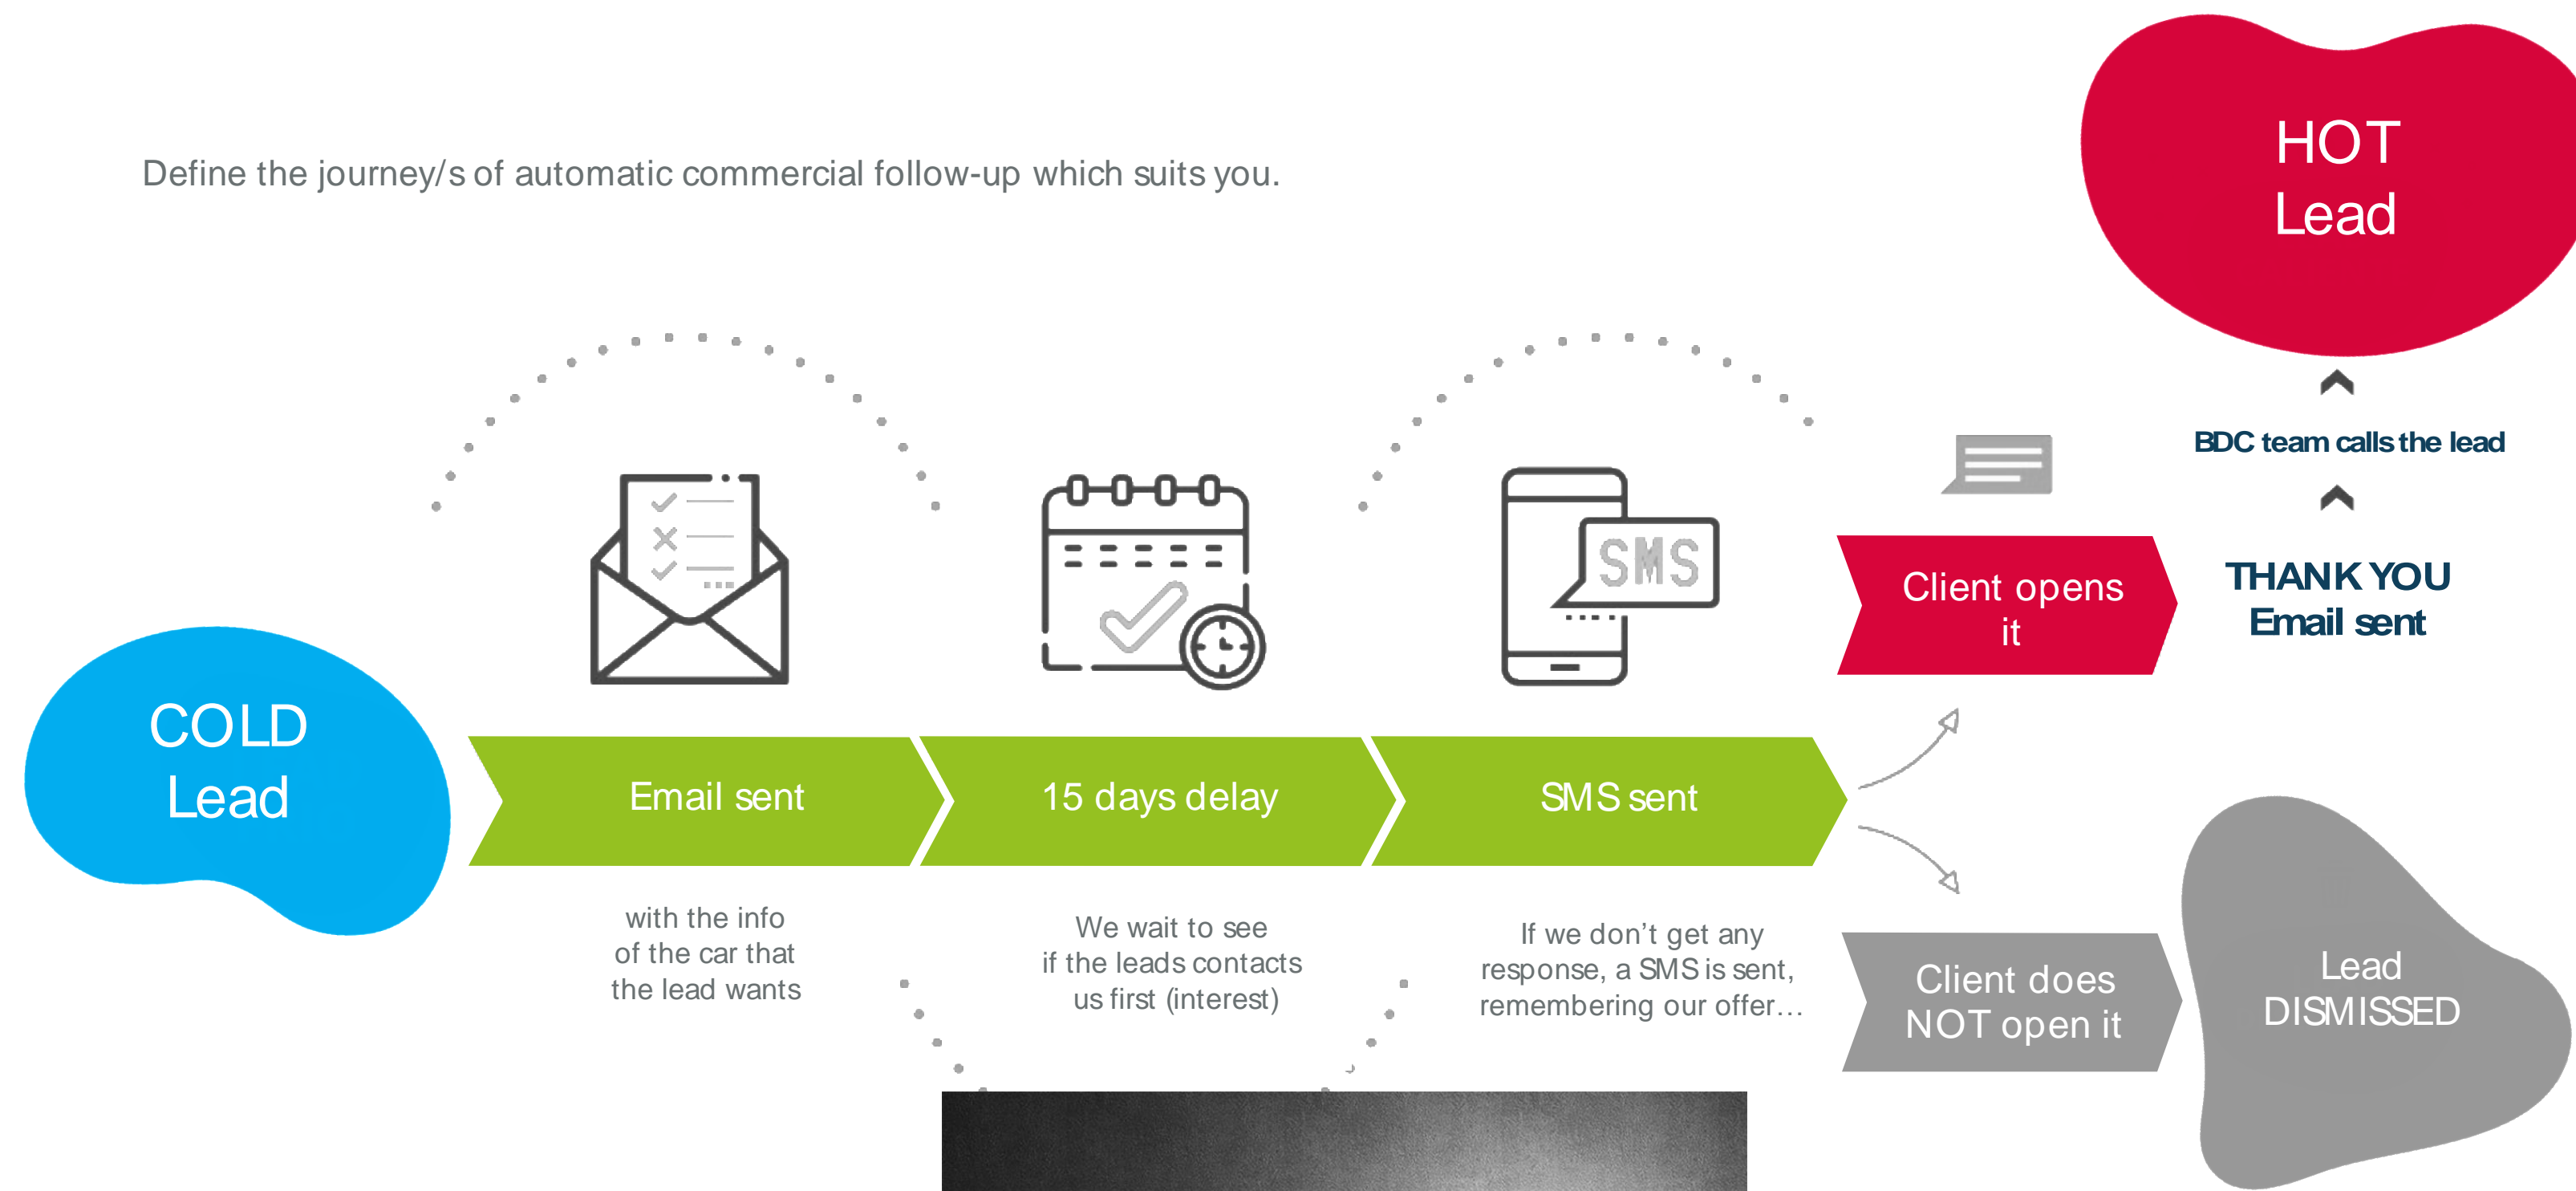 Define the journey/s of automatic commercial follow-up which suits you.
COLD
Lead
Email sent
with the info
of the car that
the lead wants
15 days delay
We wait to see
if the leads contacts
us first (interest)
SMS
SMS sent
If we don’t get any
response, a SMS is sent,
remembering our offer…
Client opens
it
THANK YOU
Email sent
BDC team calls the lead
HOT
Lead
Client does
NOT open it
Lead
DISMISSED